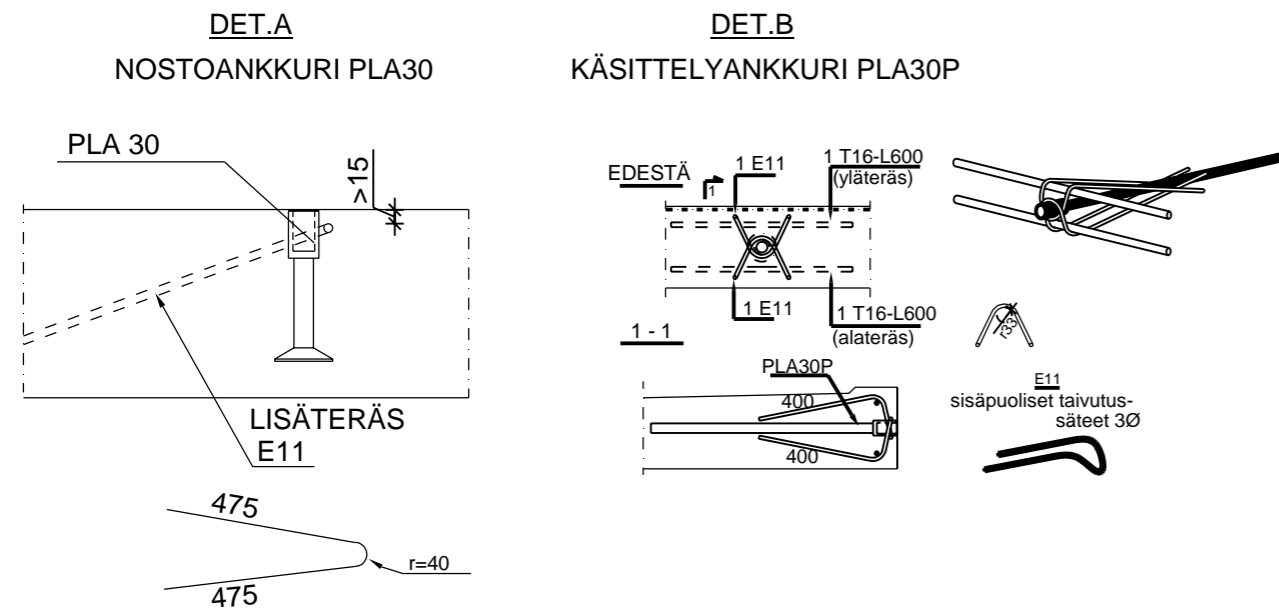 DET.A
NOSTOANKKURI PLA30
PLA 30
>15
LISÄTERÄS
E11
475
r=40
475
DET.B
KÄSITTELYANKKURI PLA30P
EDESTÄ
1
1 E11
1 T16-L600
(yläteräs)
1 E11
1 T16-L600
(alateräs)
1 - 1
PLA30P
400
400
r33
E11
sisäpuoliset taivutus-
säteet 3Ø